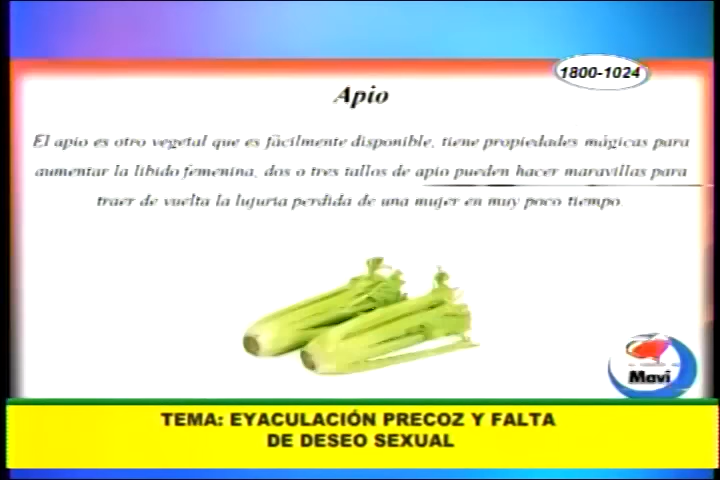 1800-1024
Apio
El apio es otro vegetal que es fácilmente disponible, tiene propiedades mágicas para
aumentar la libido femenina, dos o tres tallos de apio pueden hacer maravillas para
traer de vuelta la lujuria perdida de una mujer en muy poco tiempo.
Mavi
TEMA: EYACULACIÓN PRECOZ Y FALTA
DE DESEO SEXUAL